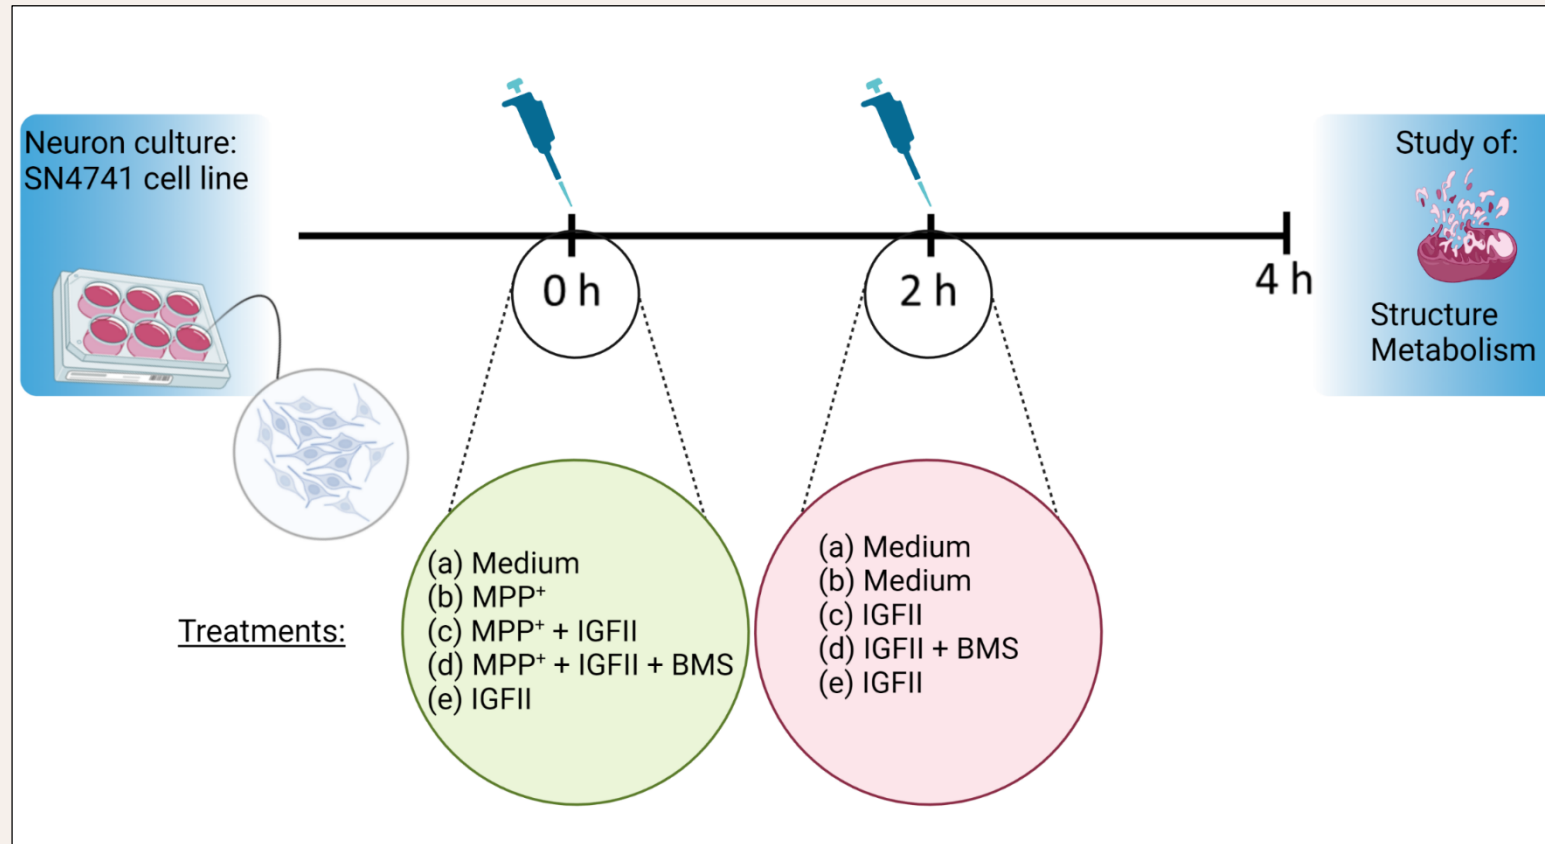 Neuron culture:
SN4741 cell line
Study of:
Structure
Metabolism
0 h
2 h
4 h
Treatments:
(a) Medium
(b) MPP⁺
(c) MPP⁺ + IGFII
(d) MPP⁺ + IGFII + BMS
(e) IGFII
(a) Medium
(b) Medium
(c) IGFII
(d) IGFII + BMS
(e) IGFII